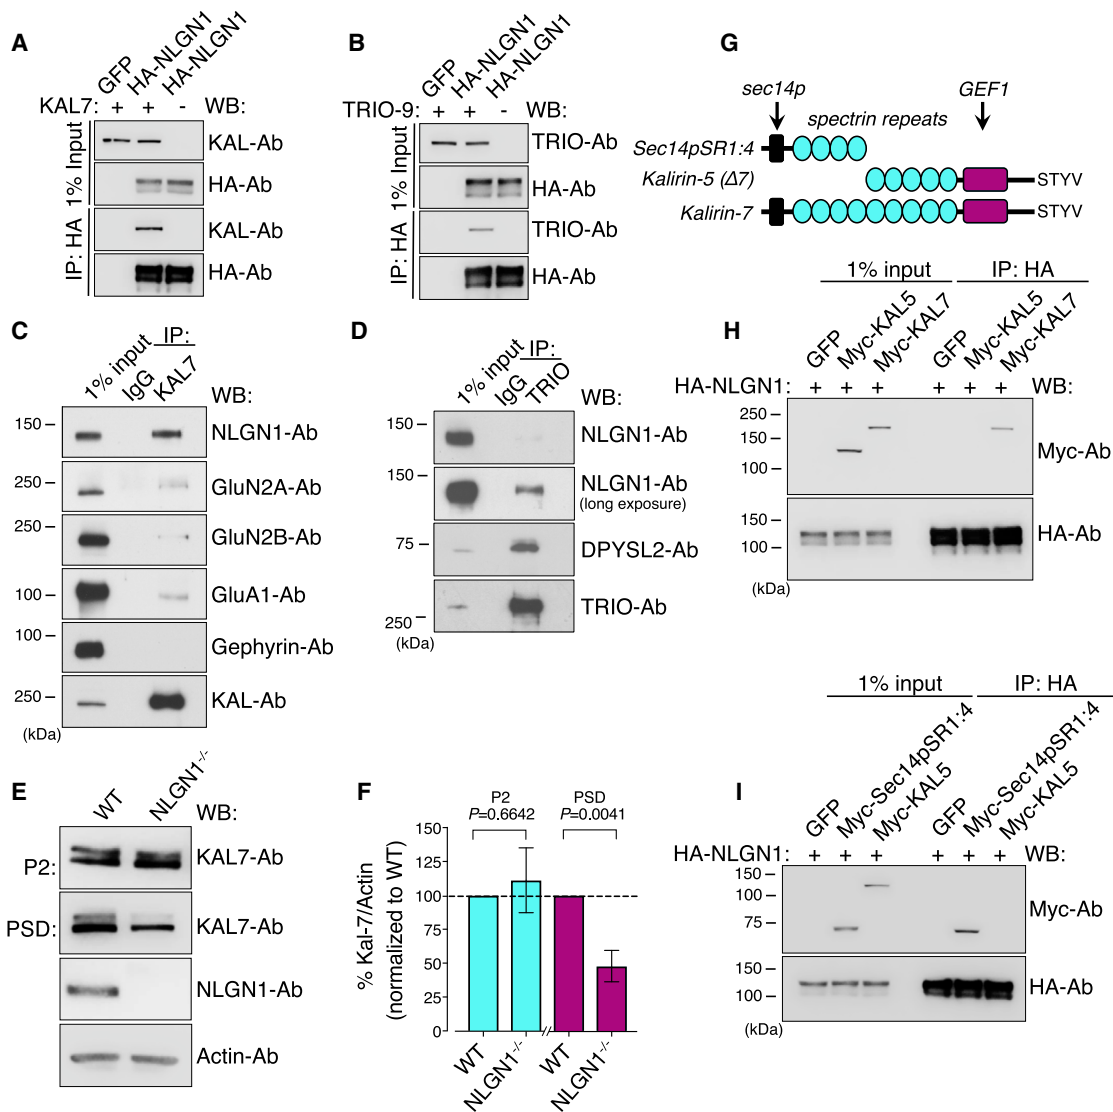 A
GFP
HA-NLGN1
HA-NLGN1
KAL7: + + - WB:
1% Input
KAL-Ab
HA-Ab
IP: HA
KAL-Ab
HA-Ab
B
GFP
HA-NLGN1
HA-NLGN1
TRIO-9: + + - WB:
1% Input
TRIO-Ab
HA-Ab
IP: HA
TRIO-Ab
HA-Ab
G
sec14p
GEF1
spectrin repeats
Sec14pSR1:4
Kalirin-5 (Δ7)
STYV
Kalirin-7
STYV
C
IP:
1% input
IgG
KAL7
WB:
150
NLGN1-Ab
250
GluN2A-Ab
250
GluN2B-Ab
100
GluA1-Ab
100
Gephyrin-Ab
250
KAL-Ab
(kDa)
D
IP:
1% input
IgG
TRIO
WB:
150
NLGN1-Ab
150
NLGN1-Ab
(long exposure)
75
DPYSL2-Ab
TRIO-Ab
250
(kDa)
H
1% input
IP: HA
GFP
Myc-KAL5
Myc-KAL7
GFP
Myc-KAL5
Myc-KAL7
HA-NLGN1: + + + + + + WB:
250
150
100
Myc-Ab
150
100
HA-Ab
(kDa)
E
WT
NLGN1-/-
WB:
P2:
KAL7-Ab
PSD:
KAL7-Ab
NLGN1-Ab
Actin-Ab
F
P2
P=0.6642
PSD
P=0.0041
% Kal-7/Actin
(normalized to WT)
150
125
100
75
50
25
0
WT
NLGN1-/-
WT
NLGN1-/-
I
1% input
IP: HA
GFP
Myc-Sec14pSR1:4
Myc-KAL5
GFP
Myc-Sec14pSR1:4
Myc-KAL5
HA-NLGN1: + + + + + + WB:
150
100
75
Myc-Ab
150
100
HA-Ab
(kDa)